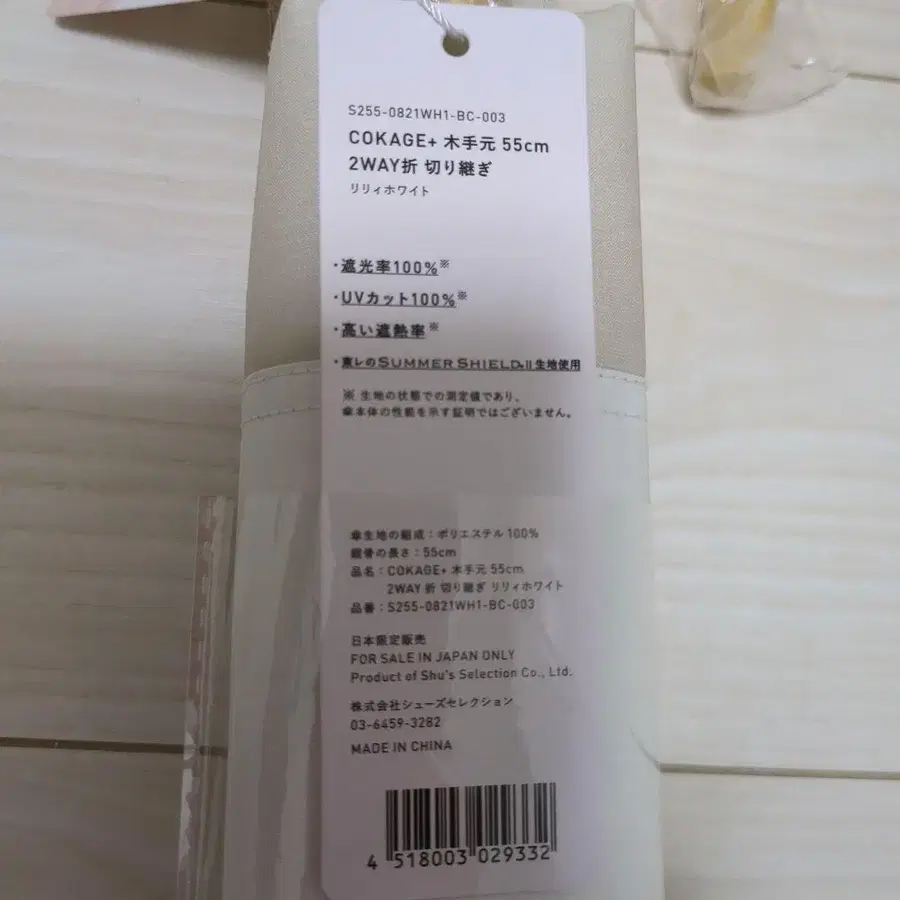 S255-0821WH1-BC-003
COKAGE+ 木手元 55cm
2WAY折 切り継ぎ
リリィホワイト
・遮光率100%※
・UVカット100%※
・高い遮熱率※
・東レのSUMMER SHIELD®II生地使用
※ 生地の状態での測定値であり、
傘本体の性能を示す証明ではございません。
傘生地の組成：ポリエステル 100%
親骨の長さ：55cm
品名：COKAGE+ 木手元 55cm
2WAY 折 切り継ぎ リリィホワイト
品番：S255-0821WH1-BC-003
日本限定販売
FOR SALE IN JAPAN ONLY
Product of Shu's Selection Co., Ltd.
株式会社シューズセレクション
03-6459-3282
MADE IN CHINA
4 518003 029332